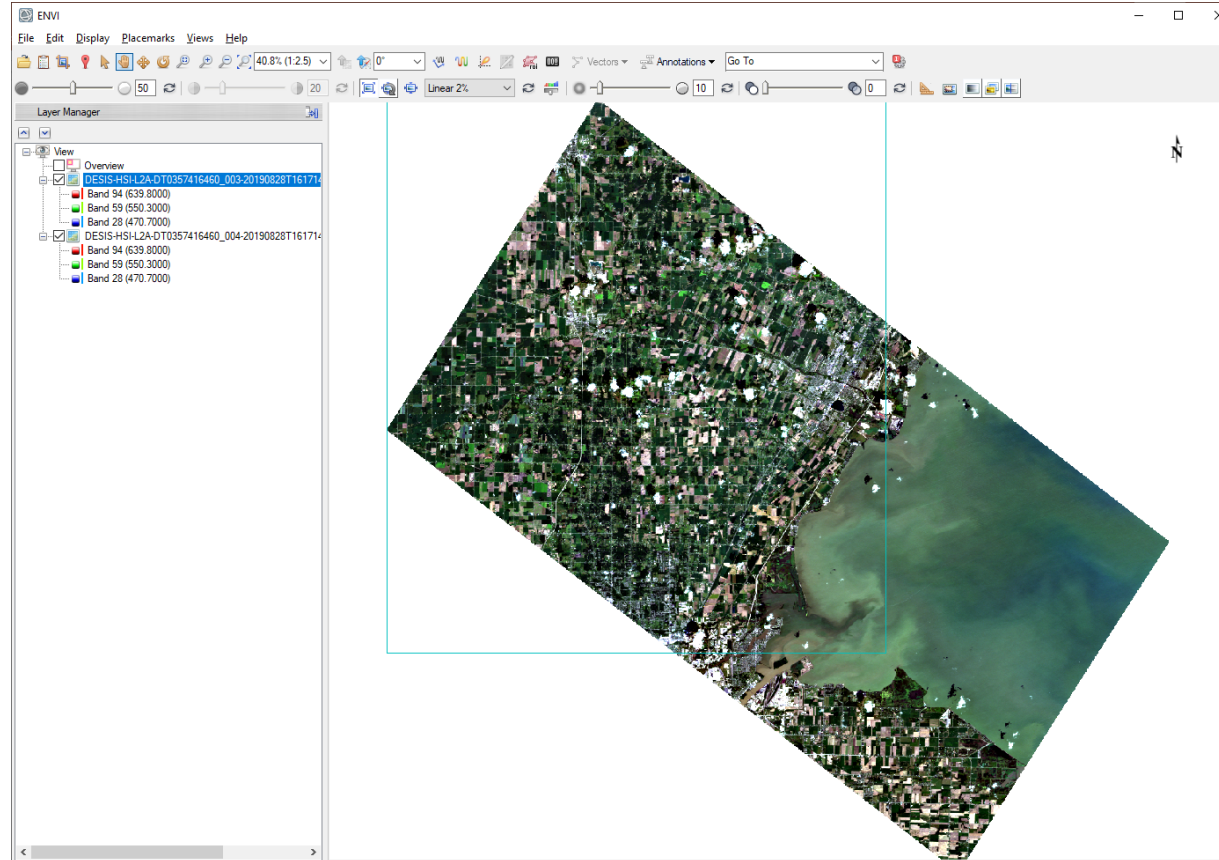 ENVI
File Edit Display Placemarks Views Help
40.8% (1:2.5) 0° Vectors Annotations Go To
50 20 Linear 2% 10 0
Layer Manager
View
Overview
DESIS-HSI-L2A-DT0357416460_003-20190828T161714
Band 94 (639.8000)
Band 59 (550.3000)
Band 28 (470.7000)
DESIS-HSI-L2A-DT0357416460_004-20190828T161714
Band 94 (639.8000)
Band 59 (550.3000)
Band 28 (470.7000)
N